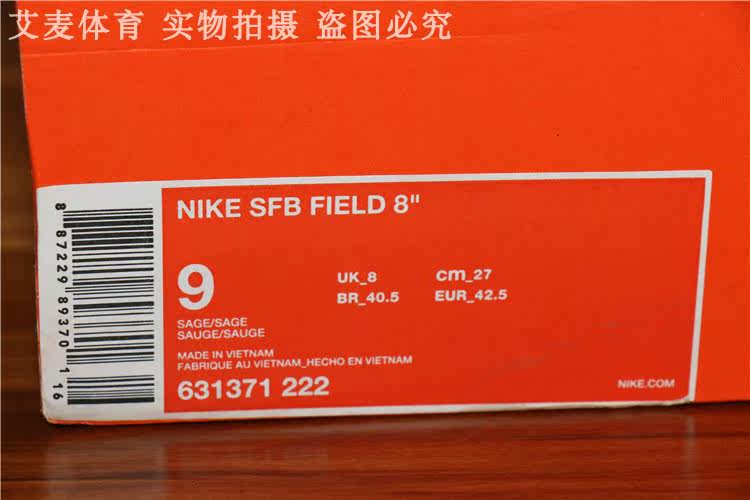 艾麦体育 实物拍摄 盗图必究
NIKE SFB FIELD 8"
9
UK_8
cm_27
BR_40.5
EUR_42.5
SAGE/SAGE
SAUGE/SAUGE
MADE IN VIETNAM
FABRIQUE AU VIETNAM_HECHO EN VIETNAM
631371 222
NIKE.COM
8 87229 89370 1 16